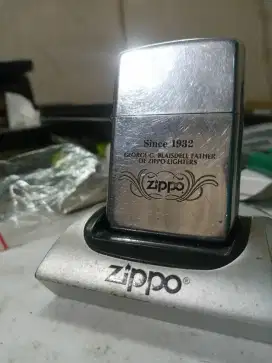 Since 1932
GEORGE G. BLAISDELL FATHER
OF ZIPPO LIGHTERS
zippo
zippo®